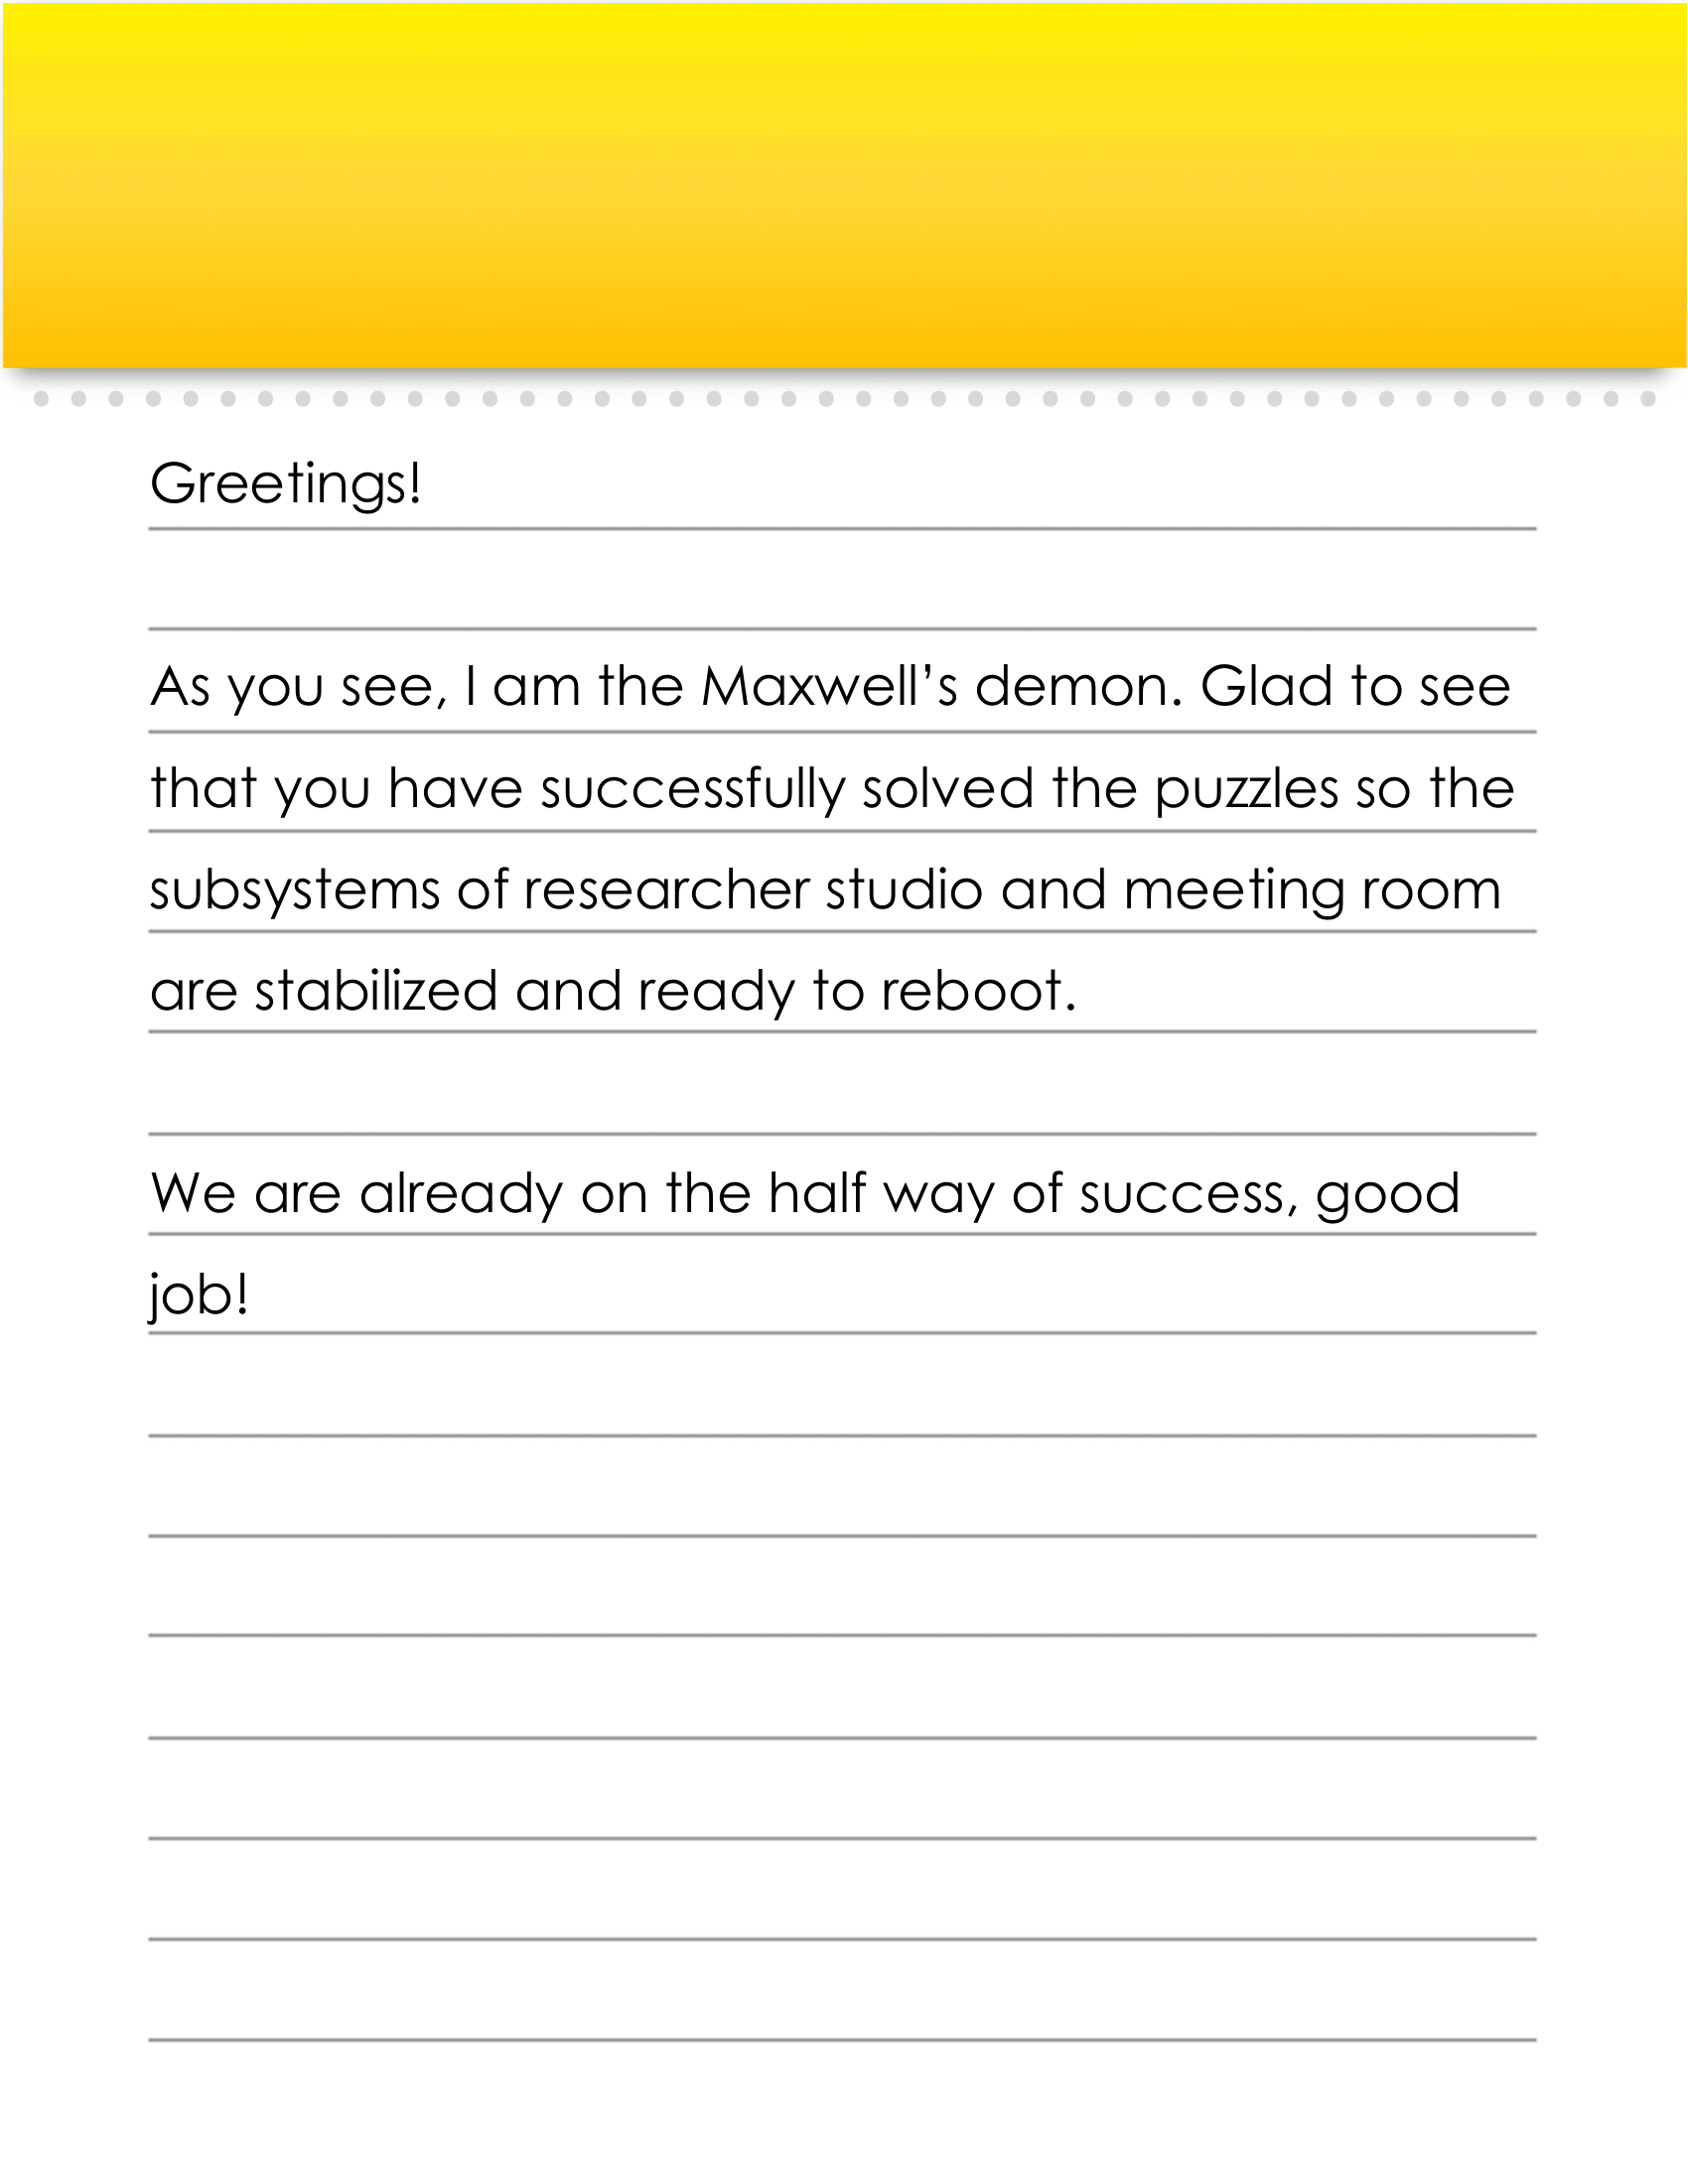 Greetings!
As you see, I am the Maxwell’s demon. Glad to see
that you have successfully solved the puzzles so the
subsystems of researcher studio and meeting room
are stabilized and ready to reboot.
We are already on the half way of success, good
job!